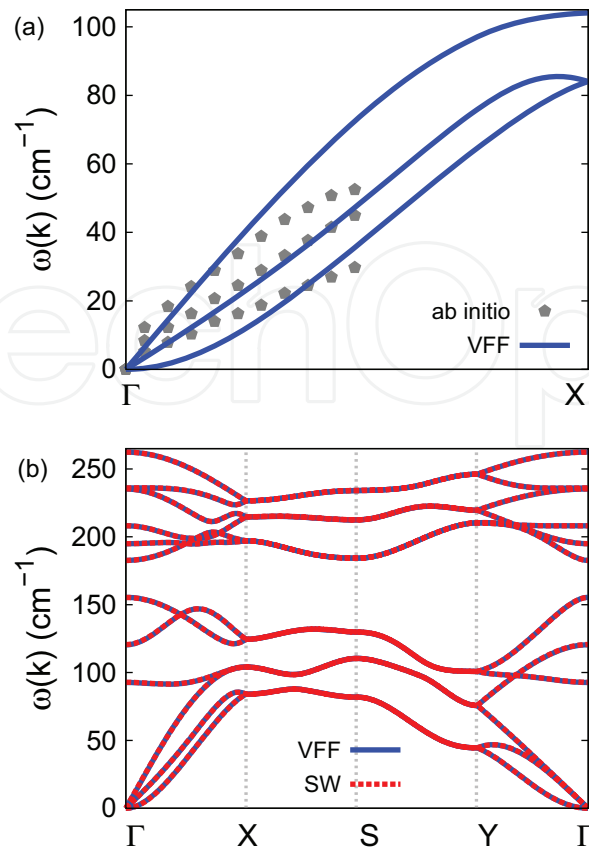 (a)
100
80
60
40
20
0
ω(k) (cm⁻¹)
ab initio
VFF
Γ
X
(b)
250
200
150
100
50
0
ω(k) (cm⁻¹)
VFF
SW
Γ
X
S
Y
Γ